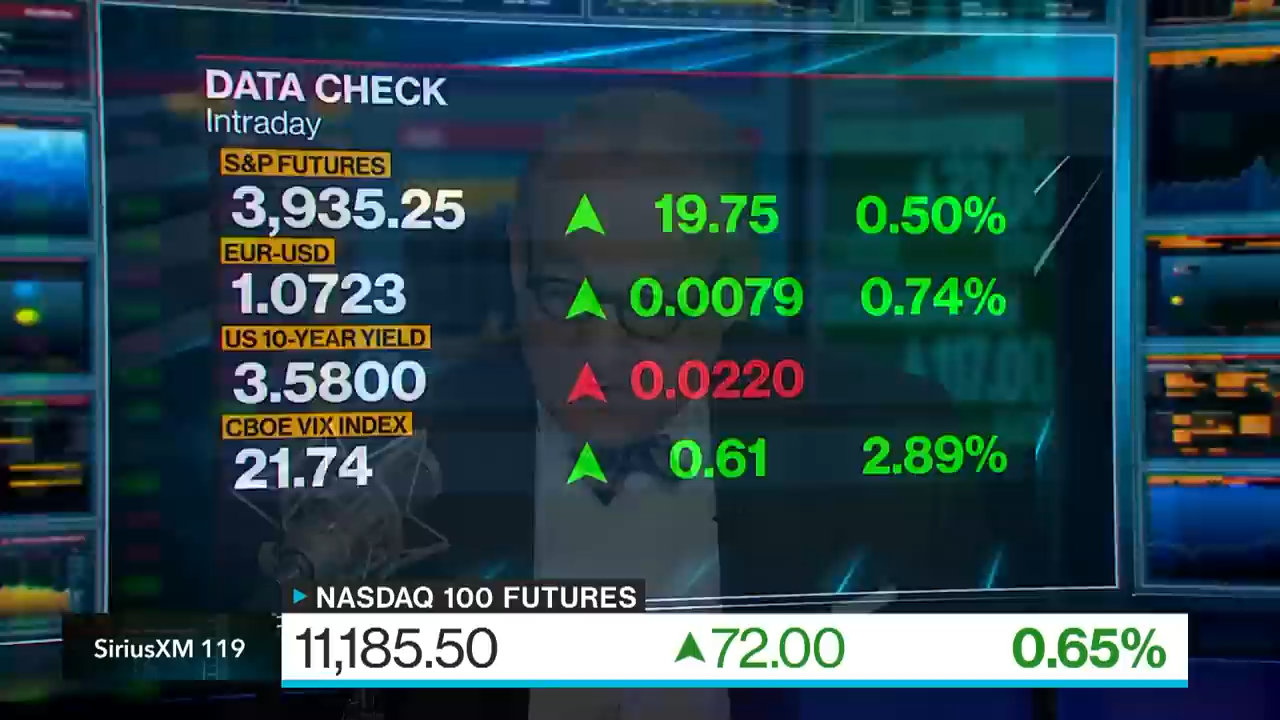 DATA CHECK
Intraday
S&P FUTURES
3,935.25 ▲ 19.75 0.50%
EUR-USD
1.0723 ▲ 0.0079 0.74%
US 10-YEAR YIELD
3.5800 ▲ 0.0220
CBOE VIX INDEX
21.74 ▲ 0.61 2.89%
NASDAQ 100 FUTURES
SiriusXM 119 11,185.50 ▲72.00 0.65%